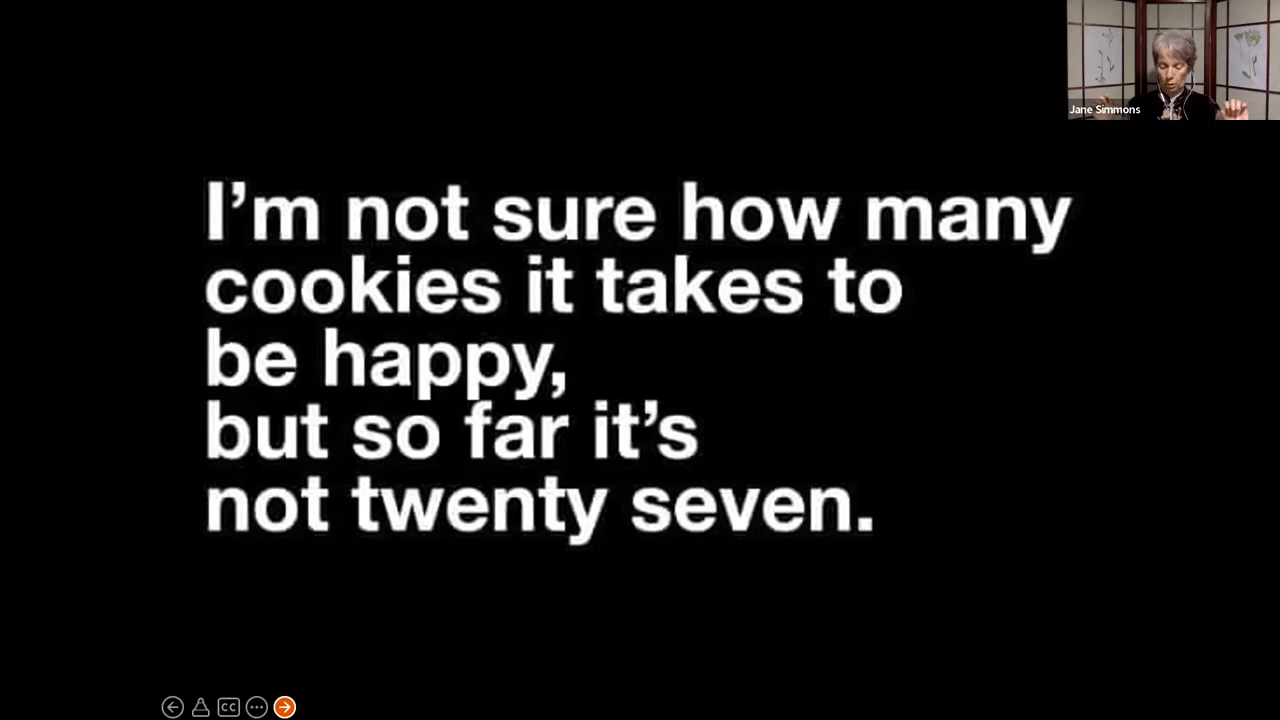 Jane Simmons
I’m not sure how many
cookies it takes to
be happy,
but so far it’s
not twenty seven.
CC